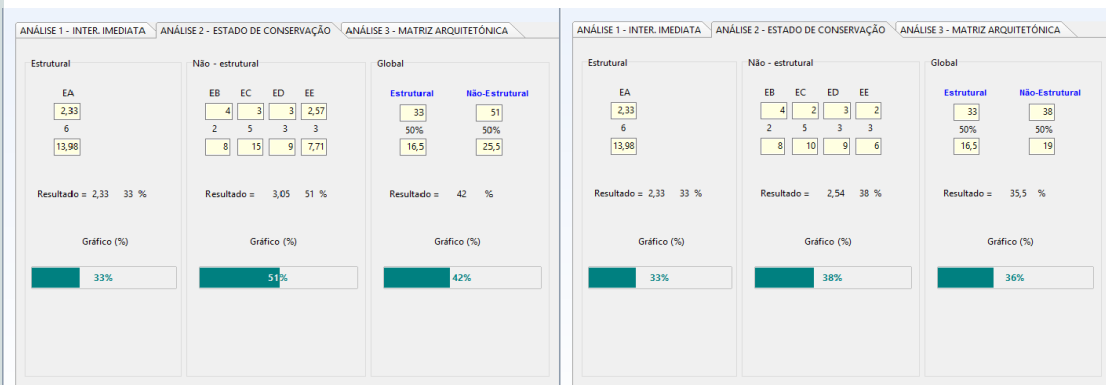 ANÁLISE 1 - INTER. IMEDIATA ANÁLISE 2 - ESTADO DE CONSERVAÇÃO ANÁLISE 3 - MATRIZ ARQUITETÓNICA
Estrutural Não - estrutural Global
EA EB EC ED EE Estrutural Não-Estrutural
2,33 4 3 3 2,57 33 51
6 2 5 3 3 50% 50%
13,98 8 15 9 7,71 16,5 25,5
Resultado = 2,33 33 % Resultado = 3,05 51 % Resultado = 42 %
Gráfico (%) Gráfico (%) Gráfico (%)
33% 51% 42%
ANÁLISE 1 - INTER. IMEDIATA ANÁLISE 2 - ESTADO DE CONSERVAÇÃO ANÁLISE 3 - MATRIZ ARQUITETÓNICA
Estrutural Não - estrutural Global
EA EB EC ED EE Estrutural Não-Estrutural
2,33 4 2 3 2 33 38
6 2 5 3 3 50% 50%
13,98 8 10 9 6 16,5 19
Resultado = 2,33 33 % Resultado = 2,54 38 % Resultado = 35,5 %
Gráfico (%) Gráfico (%) Gráfico (%)
33% 38% 36%